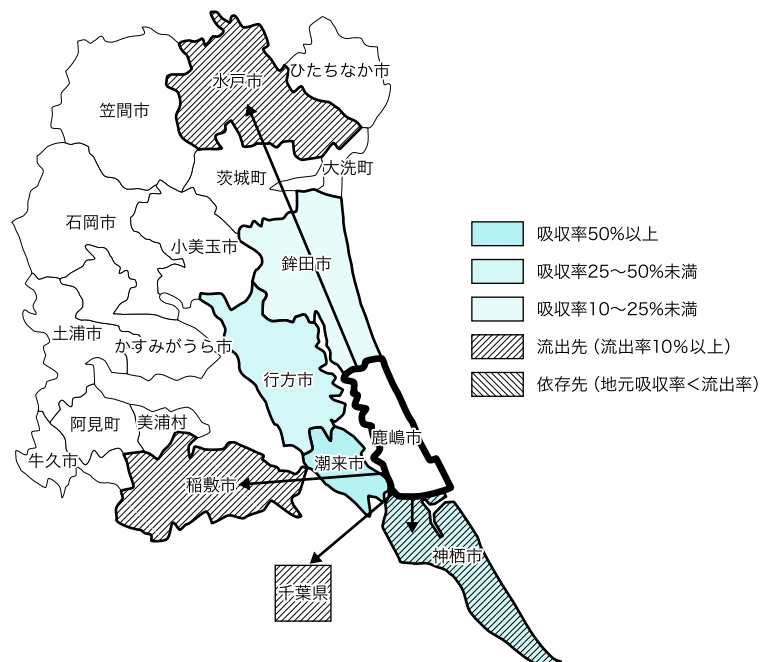 ひたちなか市
水戸市
笠間市
大洗町
茨城町
石岡市
小美玉市
鉾田市
土浦市
かすみがうら市
行方市
阿見町
美浦村
鹿嶋市
牛久市
潮来市
稲敷市
神栖市
千葉県
吸収率50%以上
吸収率25〜50%未満
吸収率10〜25%未満
流出先（流出率10%以上）
依存先（地元吸収率<流出率）